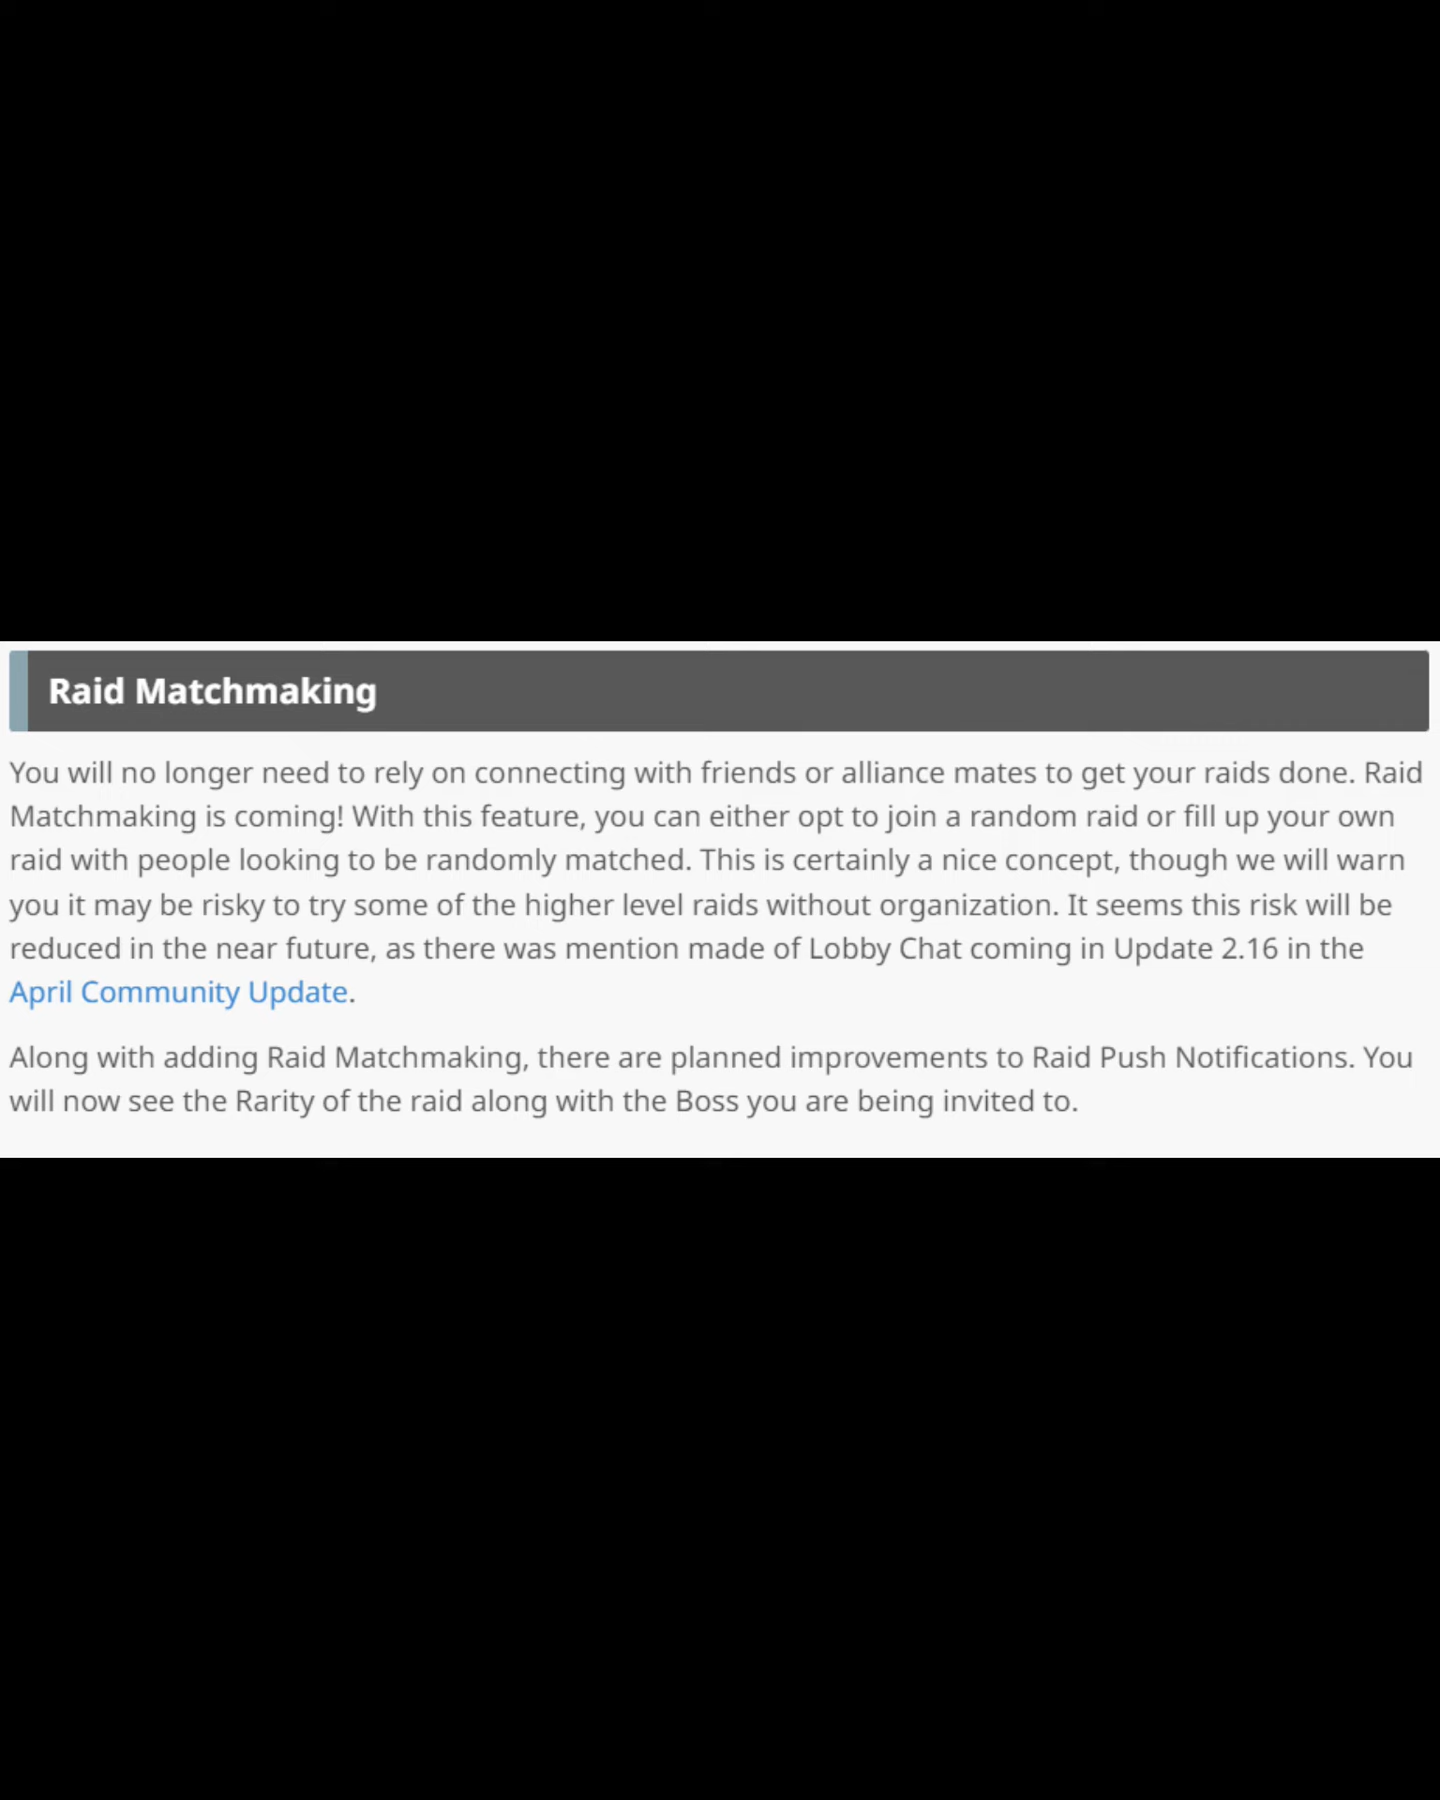 Raid Matchmaking
You will no longer need to rely on connecting with friends or alliance mates to get your raids done. Raid
Matchmaking is coming! With this feature, you can either opt to join a random raid or fill up your own
raid with people looking to be randomly matched. This is certainly a nice concept, though we will warn
you it may be risky to try some of the higher level raids without organization. It seems this risk will be
reduced in the near future, as there was mention made of Lobby Chat coming in Update 2.16 in the
April Community Update.
Along with adding Raid Matchmaking, there are planned improvements to Raid Push Notifications. You
will now see the Rarity of the raid along with the Boss you are being invited to.